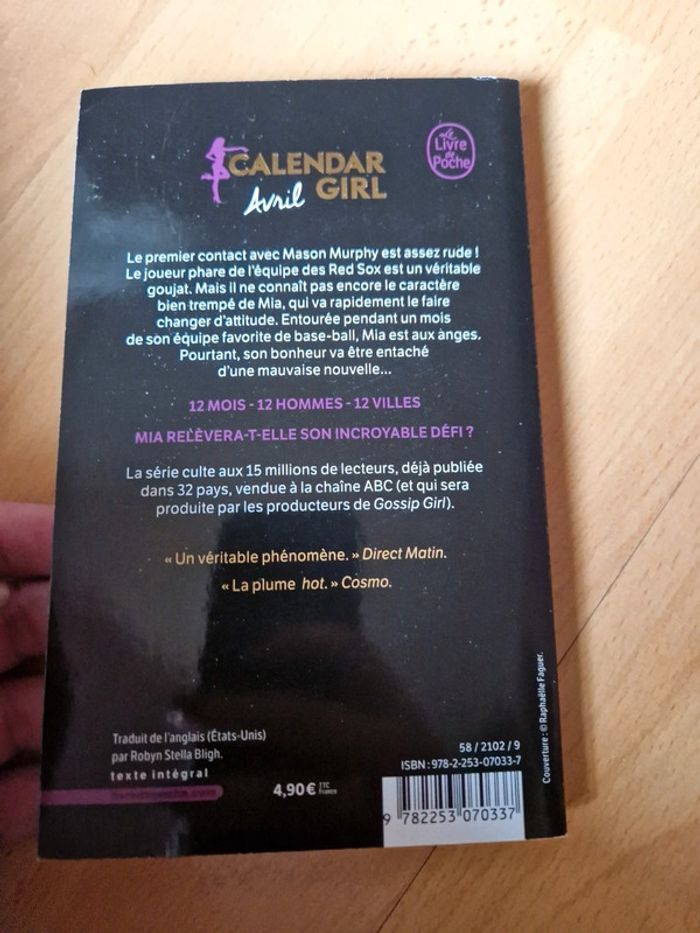 CALENDAR
Avril GIRL
Le
Livre
de
Poche
Le premier contact avec Mason Murphy est assez rude !
Le joueur phare de l'équipe des Red Sox est un véritable
goujat. Mais il ne connaît pas encore le caractère
bien trempé de Mia, qui va rapidement le faire
changer d'attitude. Entourée pendant un mois
de son équipe favorite de base-ball, Mia est aux anges.
Pourtant, son bonheur va être entaché
d'une mauvaise nouvelle...
12 MOIS - 12 HOMMES - 12 VILLES
MIA RELÈVERA-T-ELLE SON INCROYABLE DÉFI ?
La série culte aux 15 millions de lecteurs, déjà publiée
dans 32 pays, vendue à la chaîne ABC (et qui sera
produite par les producteurs de Gossip Girl).
« Un véritable phénomène. » Direct Matin.
« La plume hot. » Cosmo.
Traduit de l'anglais (États-Unis)
par Robyn Stella Bligh.
texte intégral
4,90 € TTC
France
58 / 2102 / 9
ISBN : 978-2-253-07033-7
9 782253 070337
Couverture : © Raphaëlle Faguer.